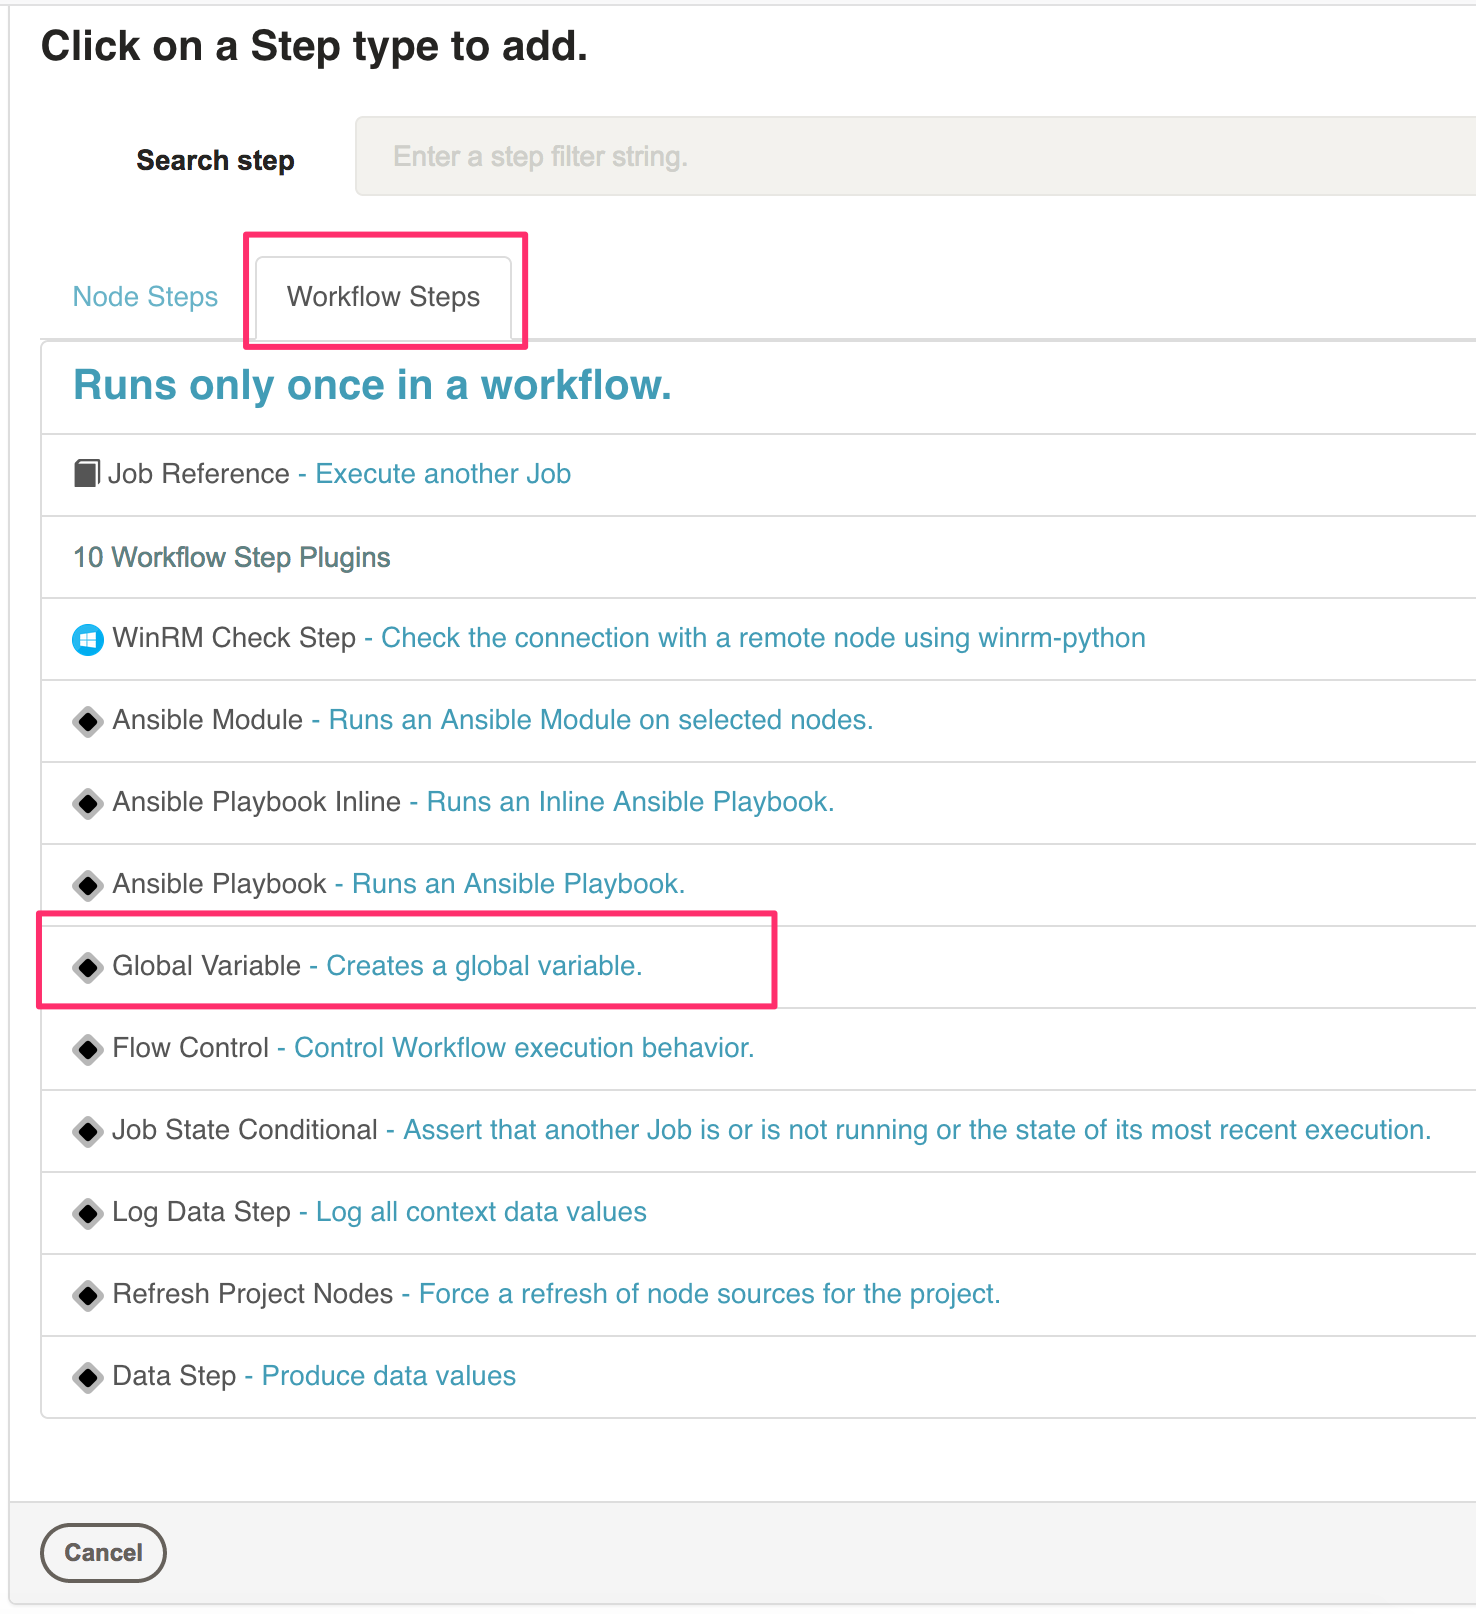 Click on a Step type to add.
Search step
Enter a step filter string.
Node Steps
Workflow Steps
Runs only once in a workflow.
Job Reference - Execute another Job
10 Workflow Step Plugins
WinRM Check Step - Check the connection with a remote node using winrm-python
Ansible Module - Runs an Ansible Module on selected nodes.
Ansible Playbook Inline - Runs an Inline Ansible Playbook.
Ansible Playbook - Runs an Ansible Playbook.
Global Variable - Creates a global variable.
Flow Control - Control Workflow execution behavior.
Job State Conditional - Assert that another Job is or is not running or the state of its most recent execution.
Log Data Step - Log all context data values
Refresh Project Nodes - Force a refresh of node sources for the project.
Data Step - Produce data values
Cancel